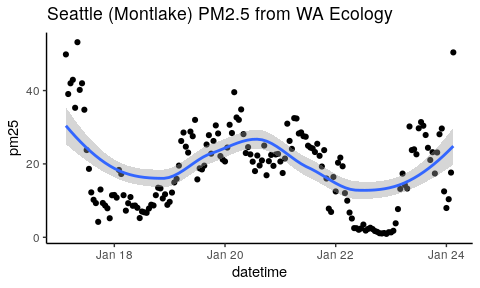 Seattle (Montlake) PM2.5 from WA Ecology
pm25
40
20
0
Jan 18 Jan 20 Jan 22 Jan 24
datetime